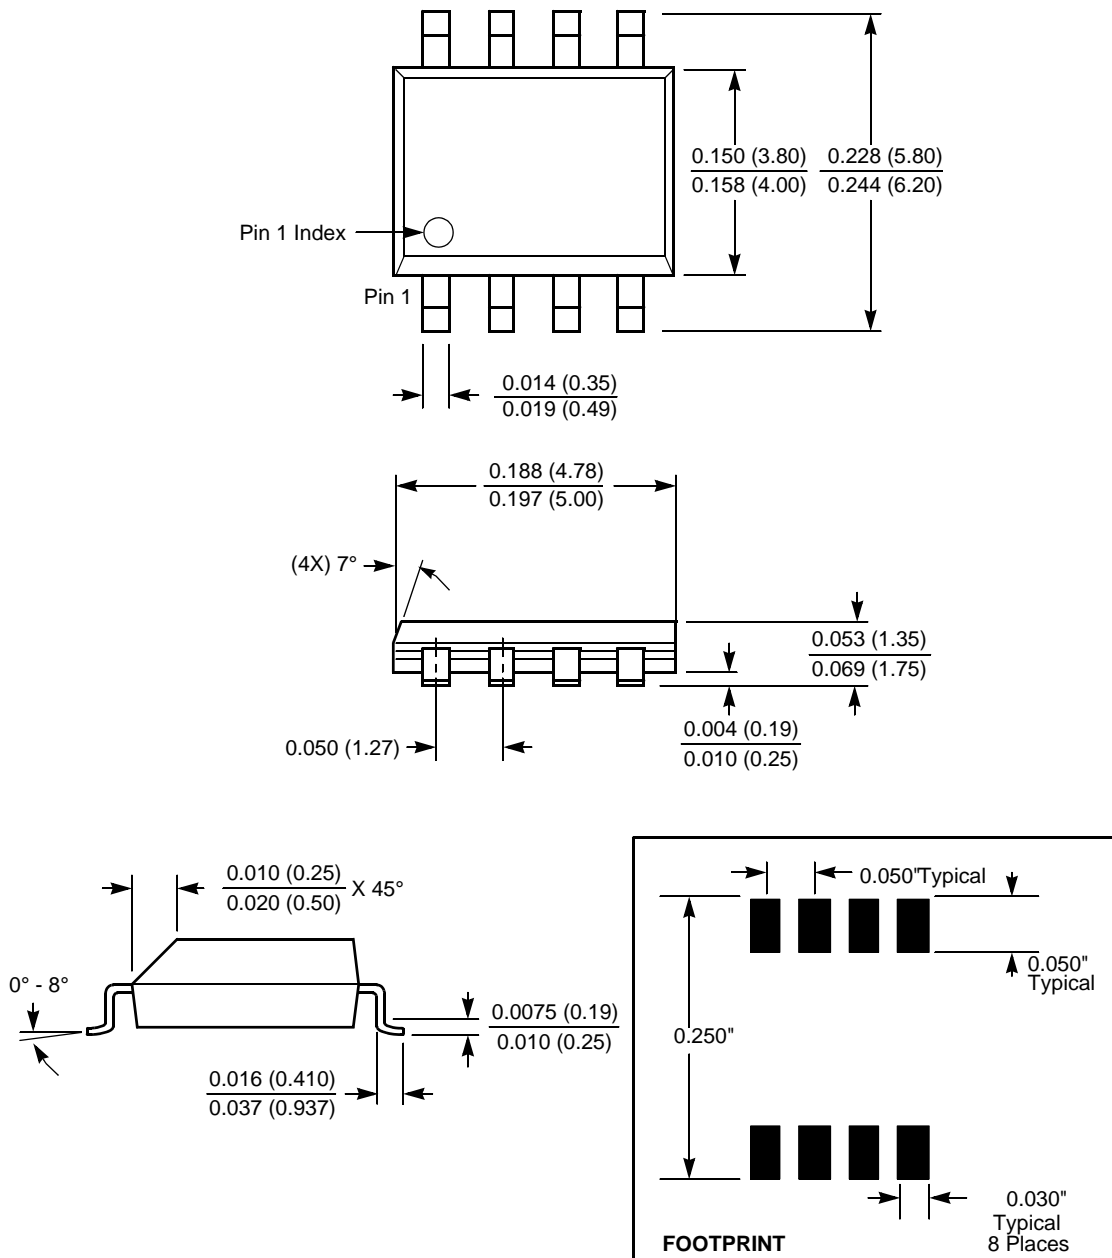 0.150 (3.80) 0.228 (5.80)
0.158 (4.00) 0.244 (6.20)
Pin 1 Index
Pin 1
0.014 (0.35)
0.019 (0.49)
0.188 (4.78)
0.197 (5.00)
(4X) 7°
0.053 (1.35)
0.069 (1.75)
0.004 (0.19)
0.010 (0.25)
0.050 (1.27)
0.010 (0.25)
0.020 (0.50)
X 45°
0° - 8°
0.0075 (0.19)
0.010 (0.25)
0.016 (0.410)
0.037 (0.937)
0.050"Typical
0.050"
Typical
0.250"
0.030"
Typical
8 Places
FOOTPRINT